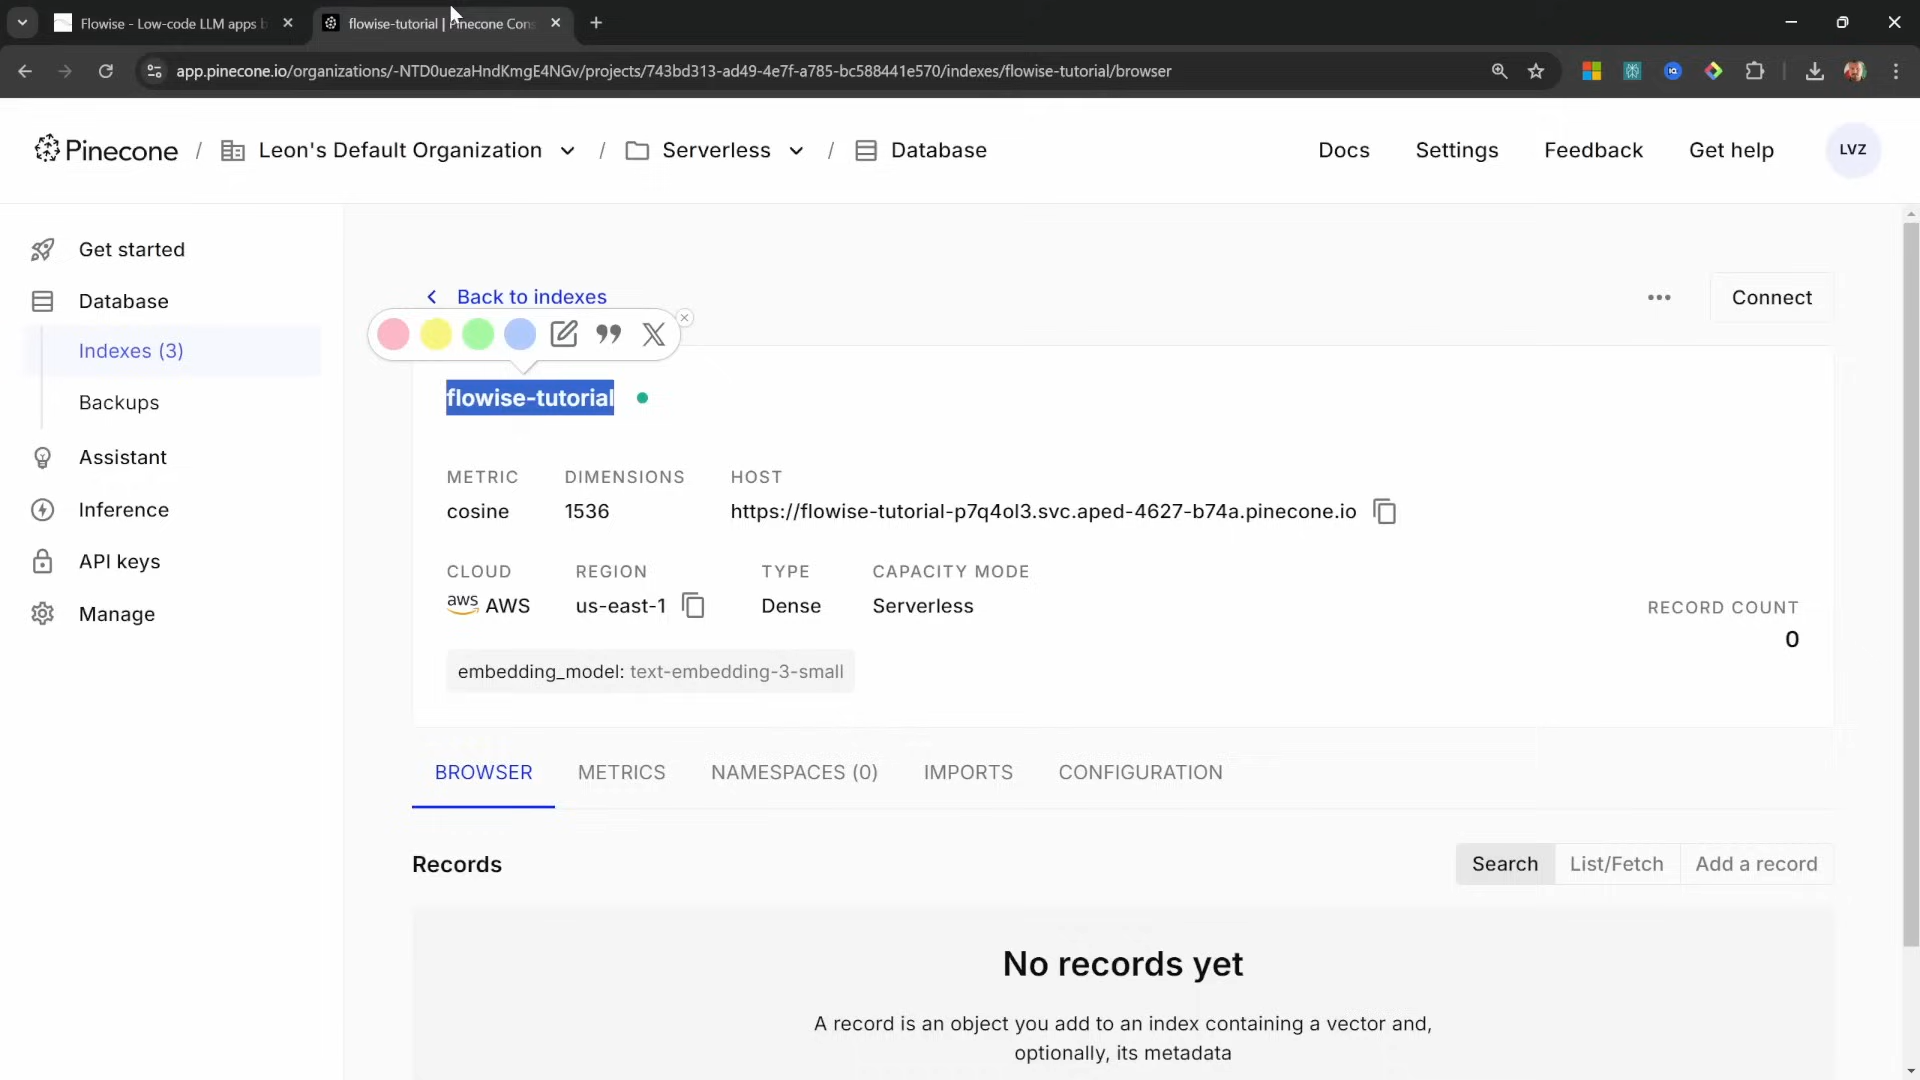 Flowise - Low-code LLM apps b
flowise-tutorial | Pinecone Con
app.pinecone.io/organizations/-NTD0uezaHndKmgE4NGv/projects/743bd313-ad49-4e7f-a785-bc588441e570/indexes/flowise-tutorial/browser
Pinecone / Leon's Default Organization / Serverless / Database
Docs Settings Feedback Get help LVZ
Get started
Database
Indexes (3)
Backups
Assistant
Inference
API keys
Manage
Back to indexes
Connect
flowise-tutorial
METRIC DIMENSIONS HOST
cosine 1536 https://flowise-tutorial-p7q4ol3.svc.aped-4627-b74a.pinecone.io
CLOUD REGION TYPE CAPACITY MODE
aws AWS us-east-1 Dense Serverless
RECORD COUNT
0
embedding_model: text-embedding-3-small
BROWSER METRICS NAMESPACES (0) IMPORTS CONFIGURATION
Records
Search List/Fetch Add a record
No records yet
A record is an object you add to an index containing a vector and,
optionally, its metadata